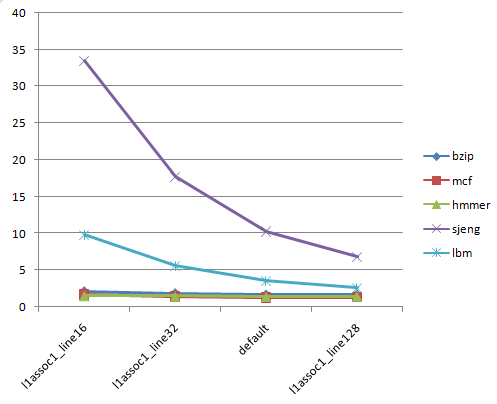 40
35
30
25
20
15
10
5
0
l1assoc1_line16
l1assoc1_line32
default
l1assoc1_line128
bzip
mcf
hmmer
sjeng
lbm